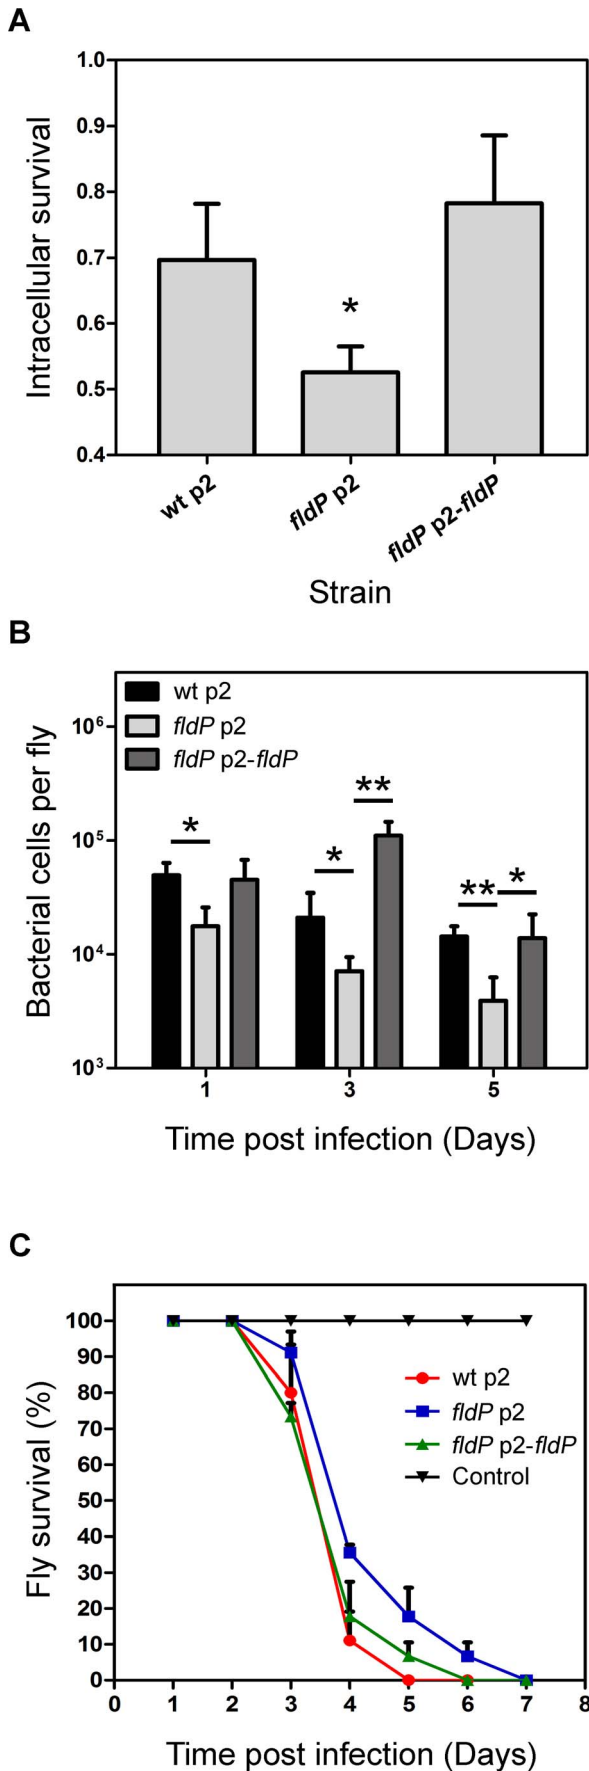 A
1.0
0.9
0.8
0.7
0.6
0.5
0.4
Intracellular survival
*
wt p2
fldP p2
fldP p2-fldP
Strain
B
wt p2
fldP p2
fldP p2-fldP
10⁶
10⁵
10⁴
10³
Bacterial cells per fly
* * ** ** *
1 3 5
Time post infection (Days)
C
100
90
80
70
60
50
40
30
20
10
0
Fly survival (%)
wt p2
fldP p2
fldP p2-fldP
Control
0 1 2 3 4 5 6 7 8
Time post infection (Days)